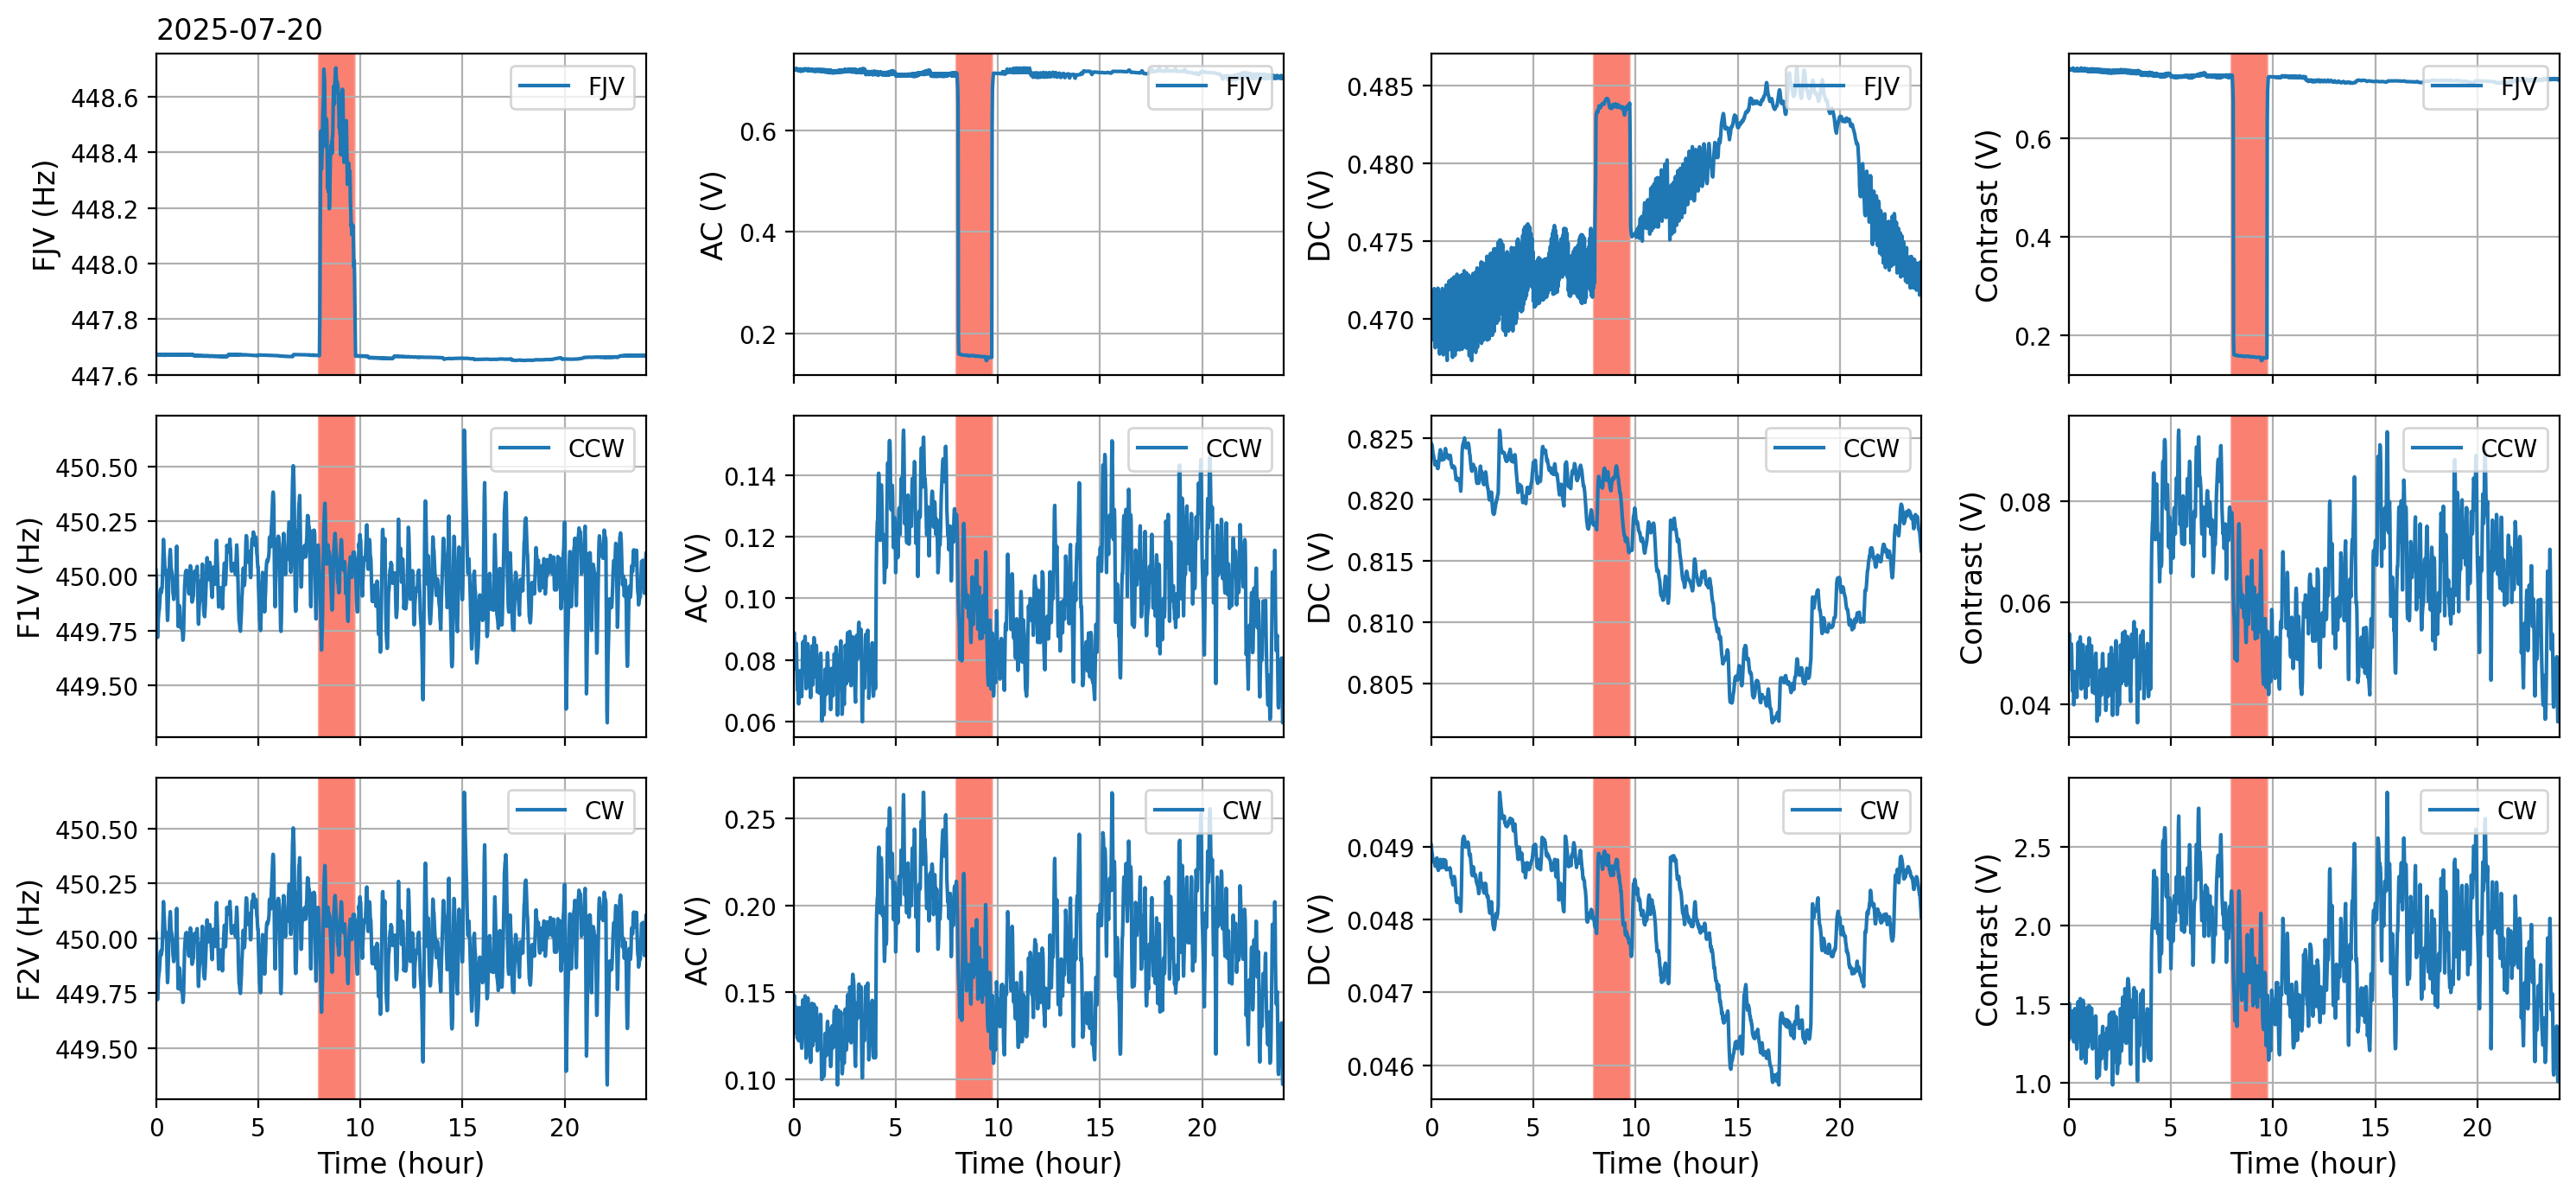 2025-07-20
FJV (Hz)
448.6
448.4
448.2
448.0
447.8
447.6
FJV
AC (V)
0.6
0.4
0.2
FJV
DC (V)
0.485
0.480
0.475
0.470
FJV
Contrast (V)
0.6
0.4
0.2
FJV
F1V (Hz)
450.50
450.25
450.00
449.75
449.50
CCW
AC (V)
0.14
0.12
0.10
0.08
0.06
CCW
DC (V)
0.825
0.820
0.815
0.810
0.805
CCW
Contrast (V)
0.08
0.06
0.04
CCW
F2V (Hz)
450.50
450.25
450.00
449.75
449.50
CW
0 5 10 15 20
Time (hour)
AC (V)
0.25
0.20
0.15
0.10
CW
0 5 10 15 20
Time (hour)
DC (V)
0.049
0.048
0.047
0.046
CW
0 5 10 15 20
Time (hour)
Contrast (V)
2.5
2.0
1.5
1.0
CW
0 5 10 15 20
Time (hour)